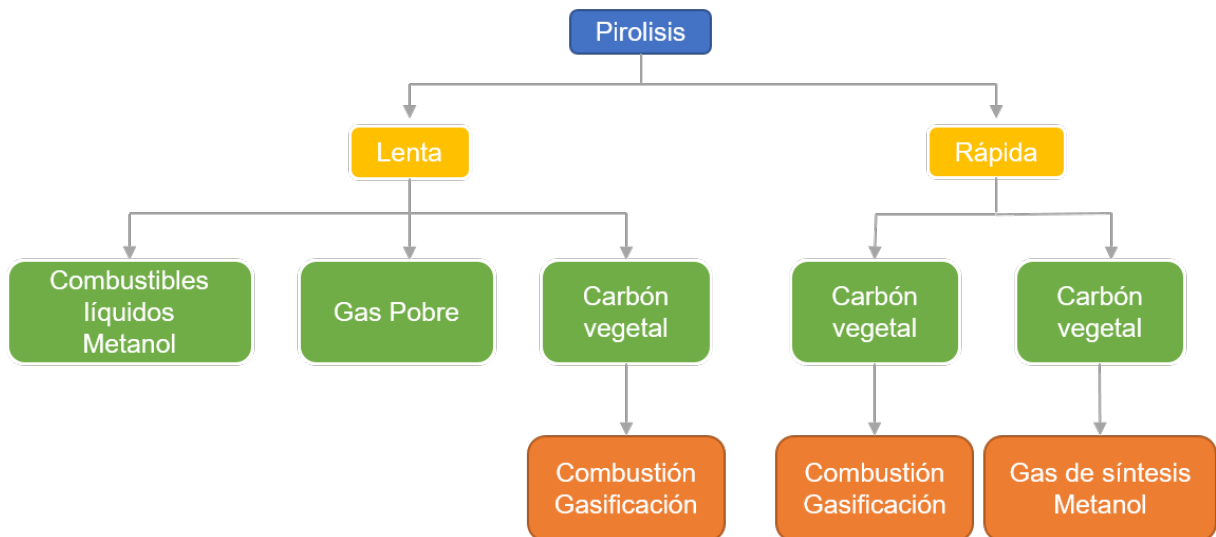 Pirolisis
Lenta
Rápida
Combustibles
líquidos
Metanol
Gas Pobre
Carbón
vegetal
Carbón
vegetal
Carbón
vegetal
Combustión
Gasificación
Combustión
Gasificación
Gas de síntesis
Metanol